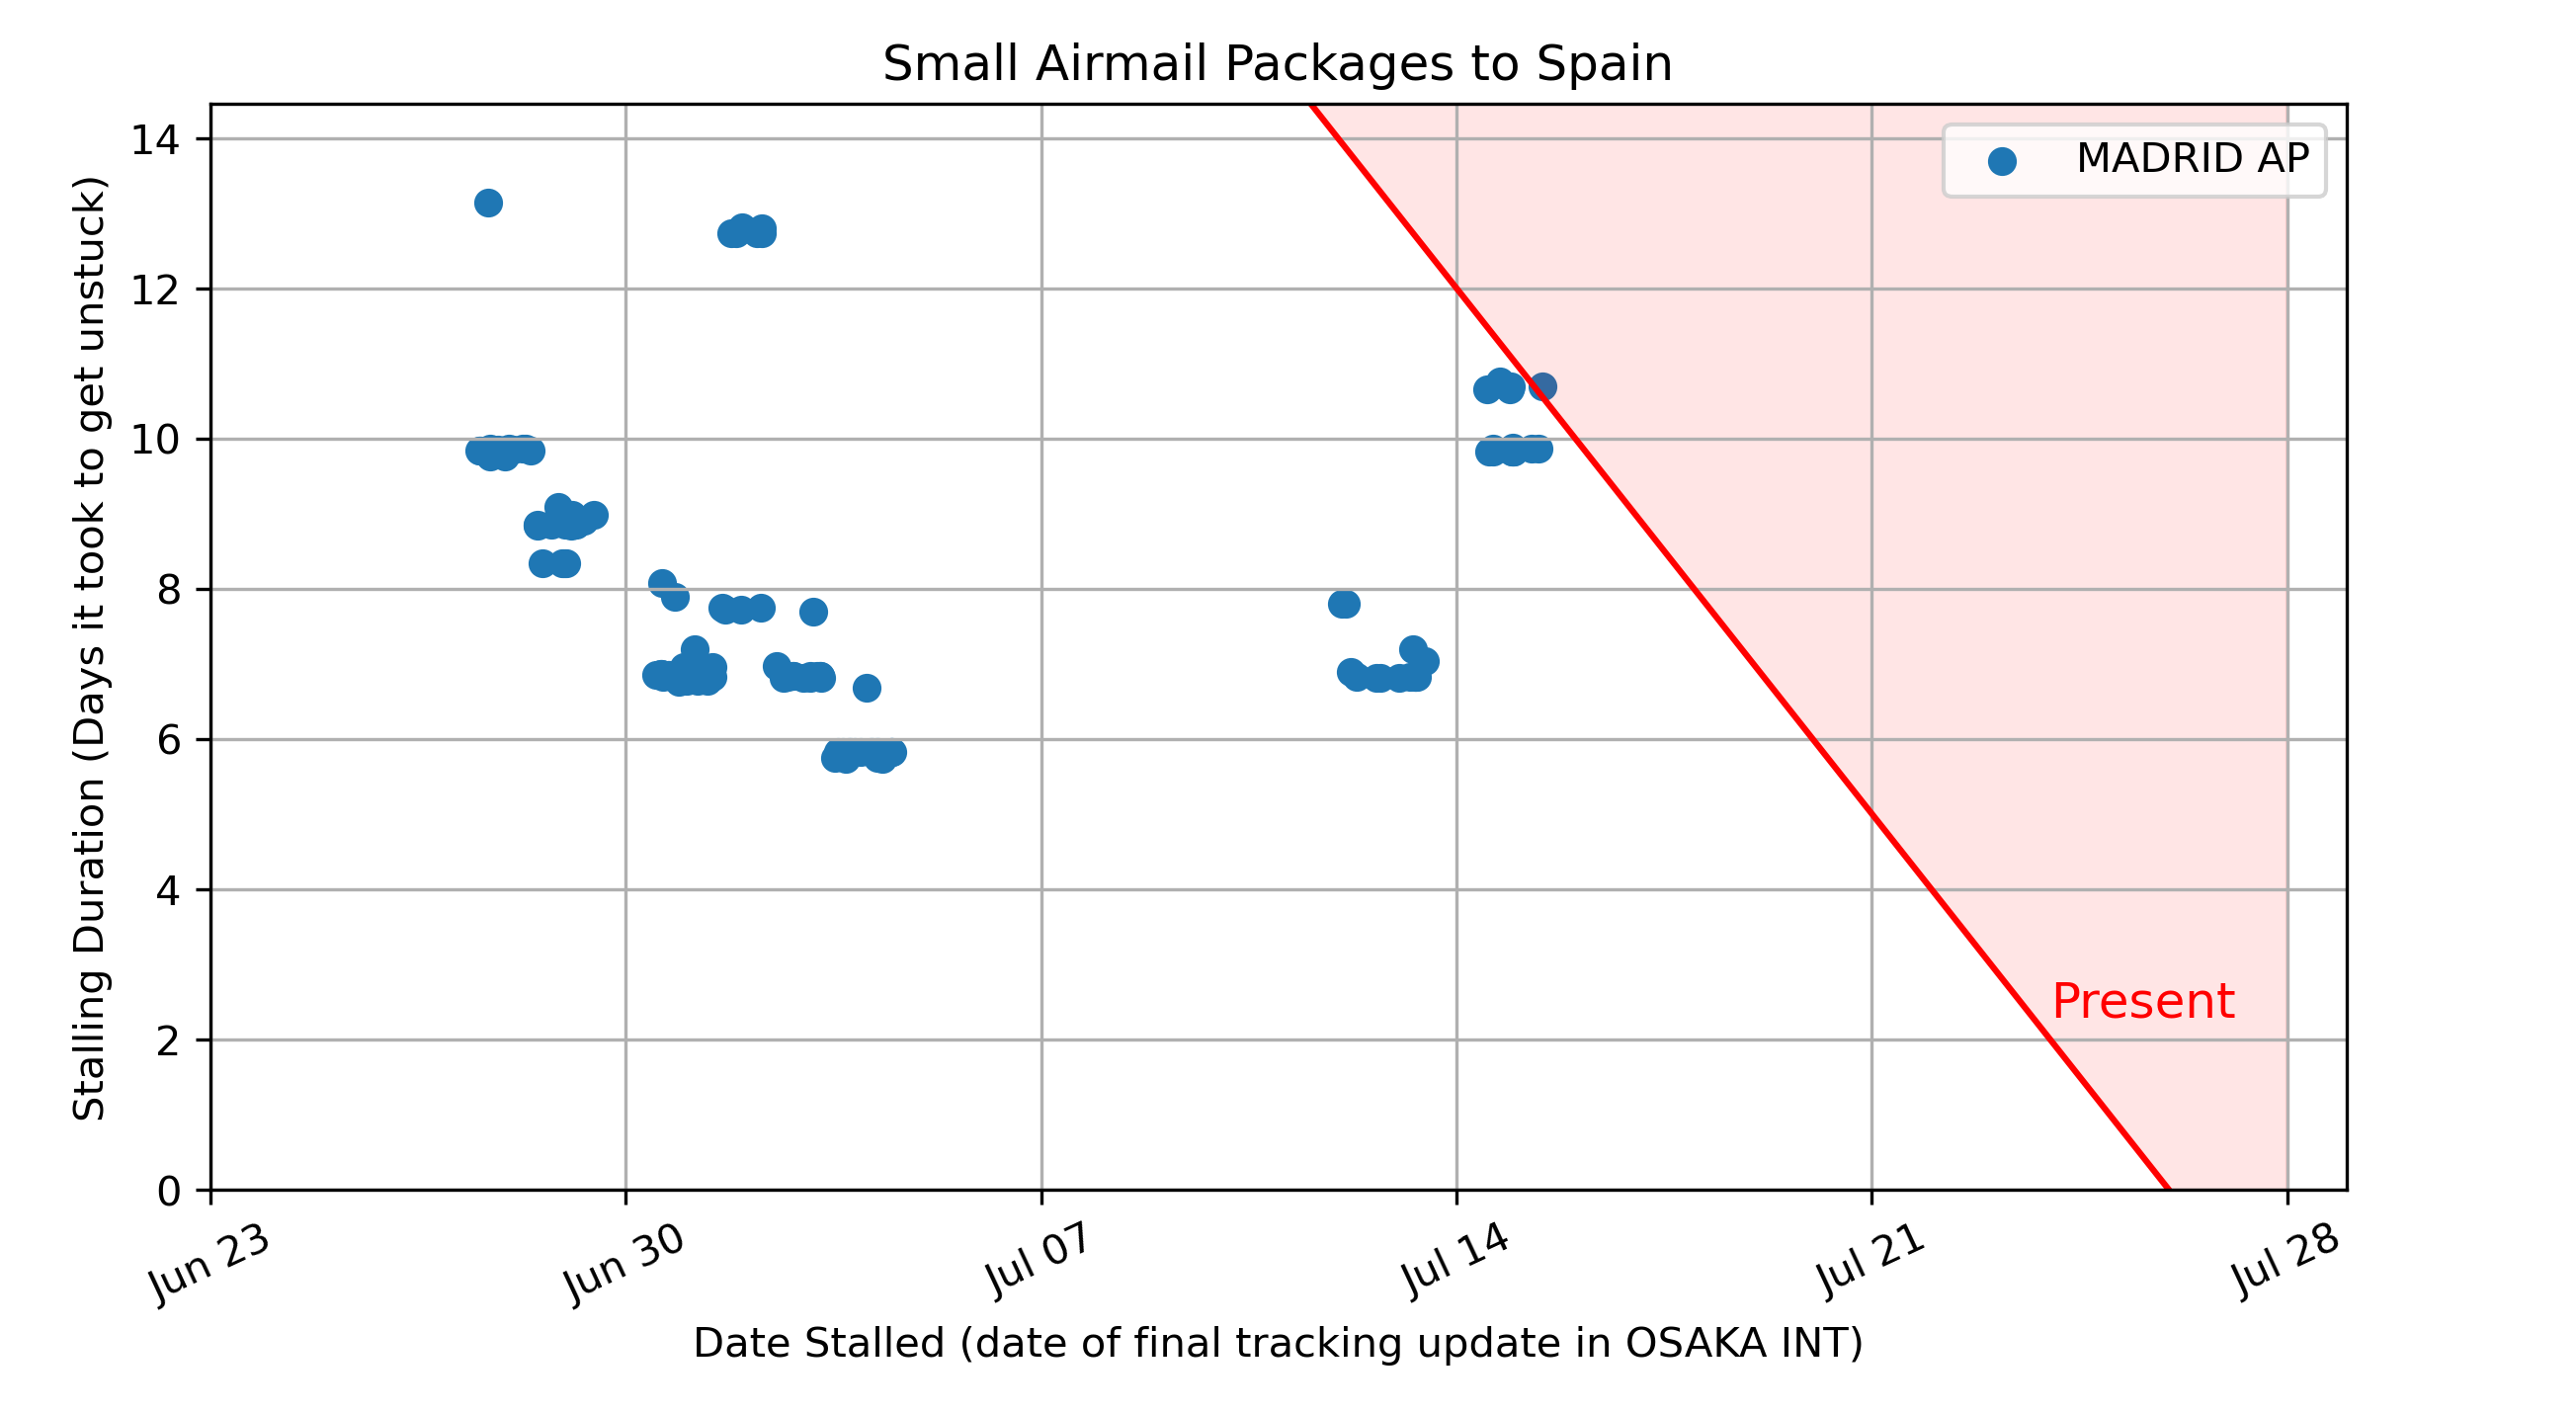 Small Airmail Packages to Spain
MADRID AP
Stalling Duration (Days it took to get unstuck)
14
12
10
8
6
4
2
0
Present
Jun 23
Jun 30
Jul 07
Jul 14
Jul 21
Jul 28
Date Stalled (date of final tracking update in OSAKA INT)